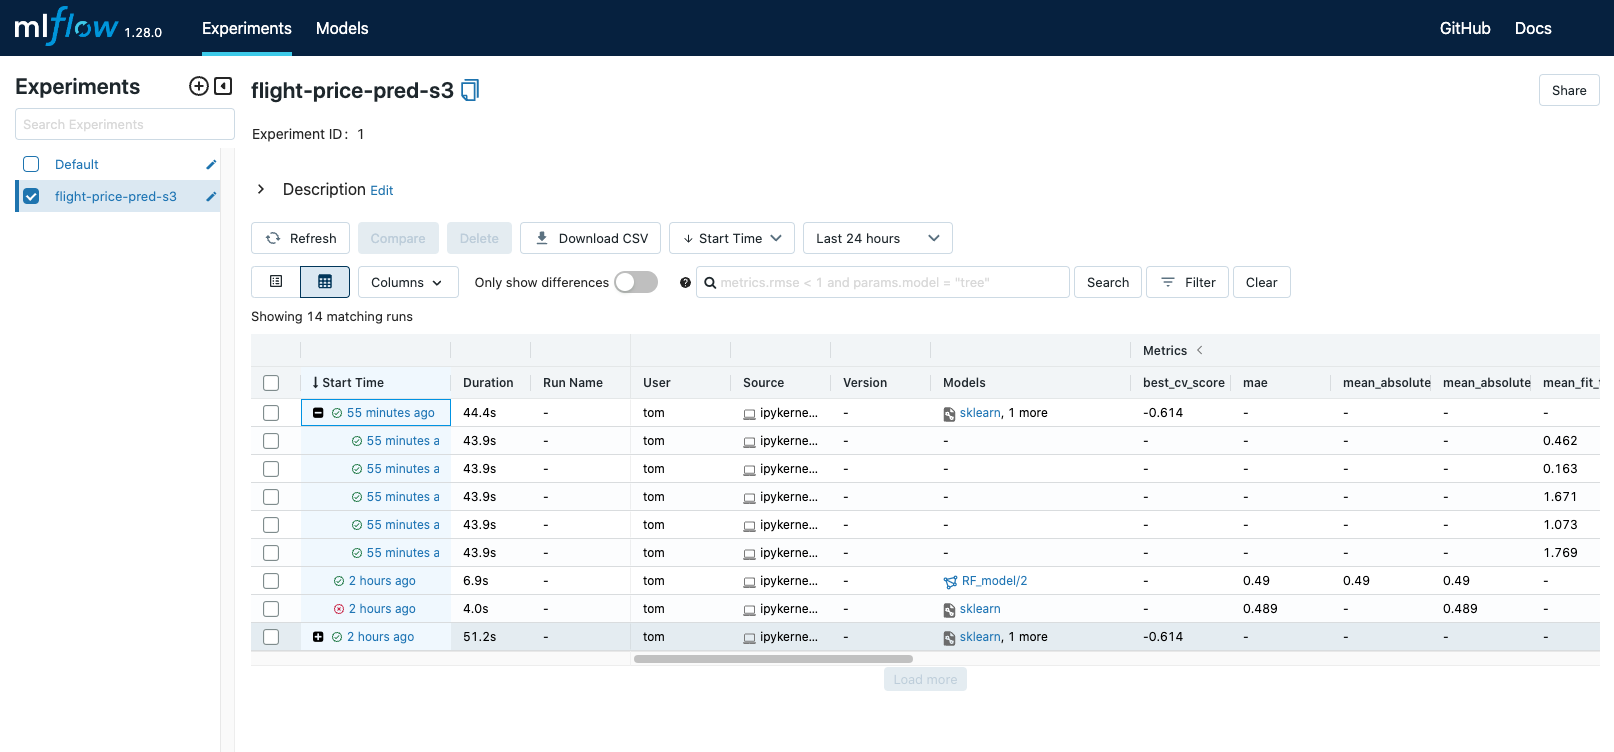 mlflow 1.28.0 Experiments Models GitHub Docs
Experiments
Search Experiments
Default
flight-price-pred-s3
flight-price-pred-s3
Share
Experiment ID: 1
Description Edit
Refresh Compare Delete Download CSV ↓ Start Time Last 24 hours
Columns Only show differences ? metrics.rmse < 1 and params.model = "tree" Search Filter Clear
Showing 14 matching runs
Metrics <
↓ Start Time Duration Run Name User Source Version Models best_cv_score mae mean_absolute mean_absolute mean_fit_
55 minutes ago 44.4s - tom ipykerne... - sklearn, 1 more -0.614 - - - -
55 minutes a 43.9s - tom ipykerne... - - - - - - 0.462
55 minutes a 43.9s - tom ipykerne... - - - - - - 0.163
55 minutes a 43.9s - tom ipykerne... - - - - - - 1.671
55 minutes a 43.9s - tom ipykerne... - - - - - - 1.073
55 minutes a 43.9s - tom ipykerne... - - - - - - 1.769
2 hours ago 6.9s - tom ipykerne... - RF_model/2 - 0.49 0.49 0.49 -
2 hours ago 4.0s - tom ipykerne... - sklearn - 0.489 - 0.489 -
2 hours ago 51.2s - tom ipykerne... - sklearn, 1 more -0.614 - - - -
Load more